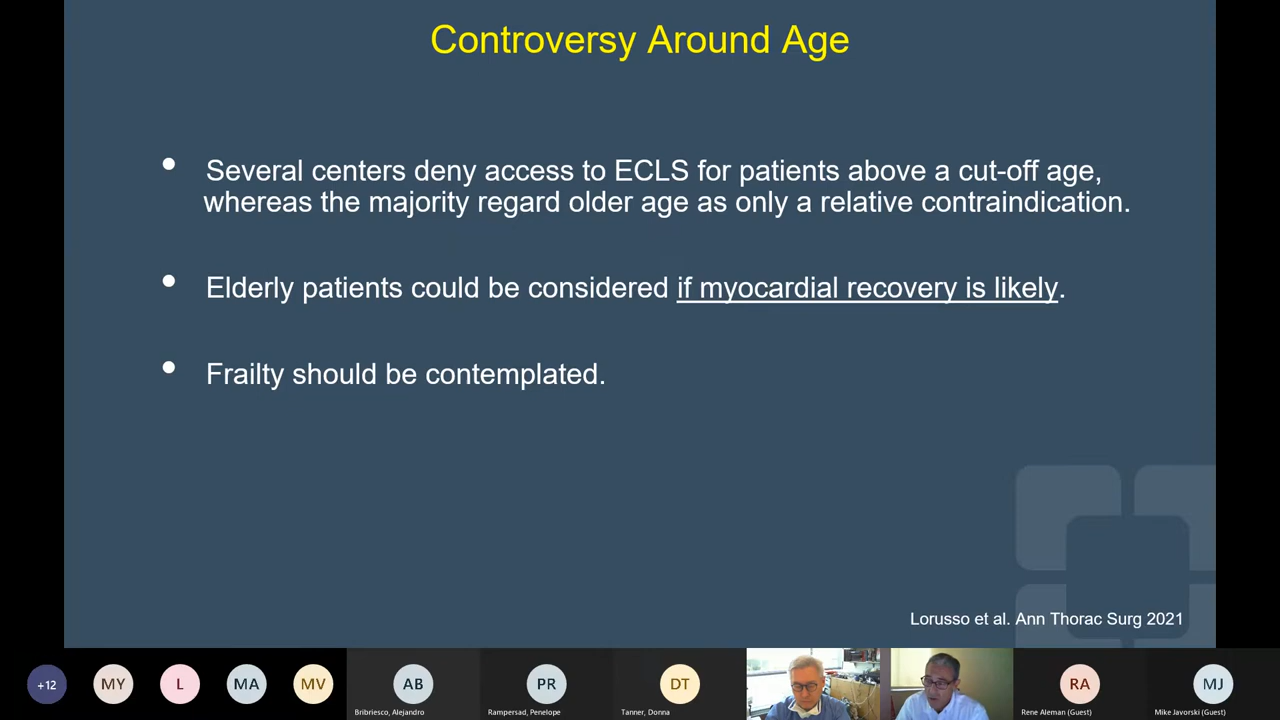 Controversy Around Age
Several centers deny access to ECLS for patients above a cut-off age,
whereas the majority regard older age as only a relative contraindication.
Elderly patients could be considered if myocardial recovery is likely.
Frailty should be contemplated.
Lorusso et al. Ann Thorac Surg 2021
+12
MY
L
MA
MV
AB
PR
DT
RA
MJ
Bribriesco, Alejandro
Rampersad, Penelope
Tanner, Donna
Rene Aleman (Guest)
Mike Javorski (Guest)